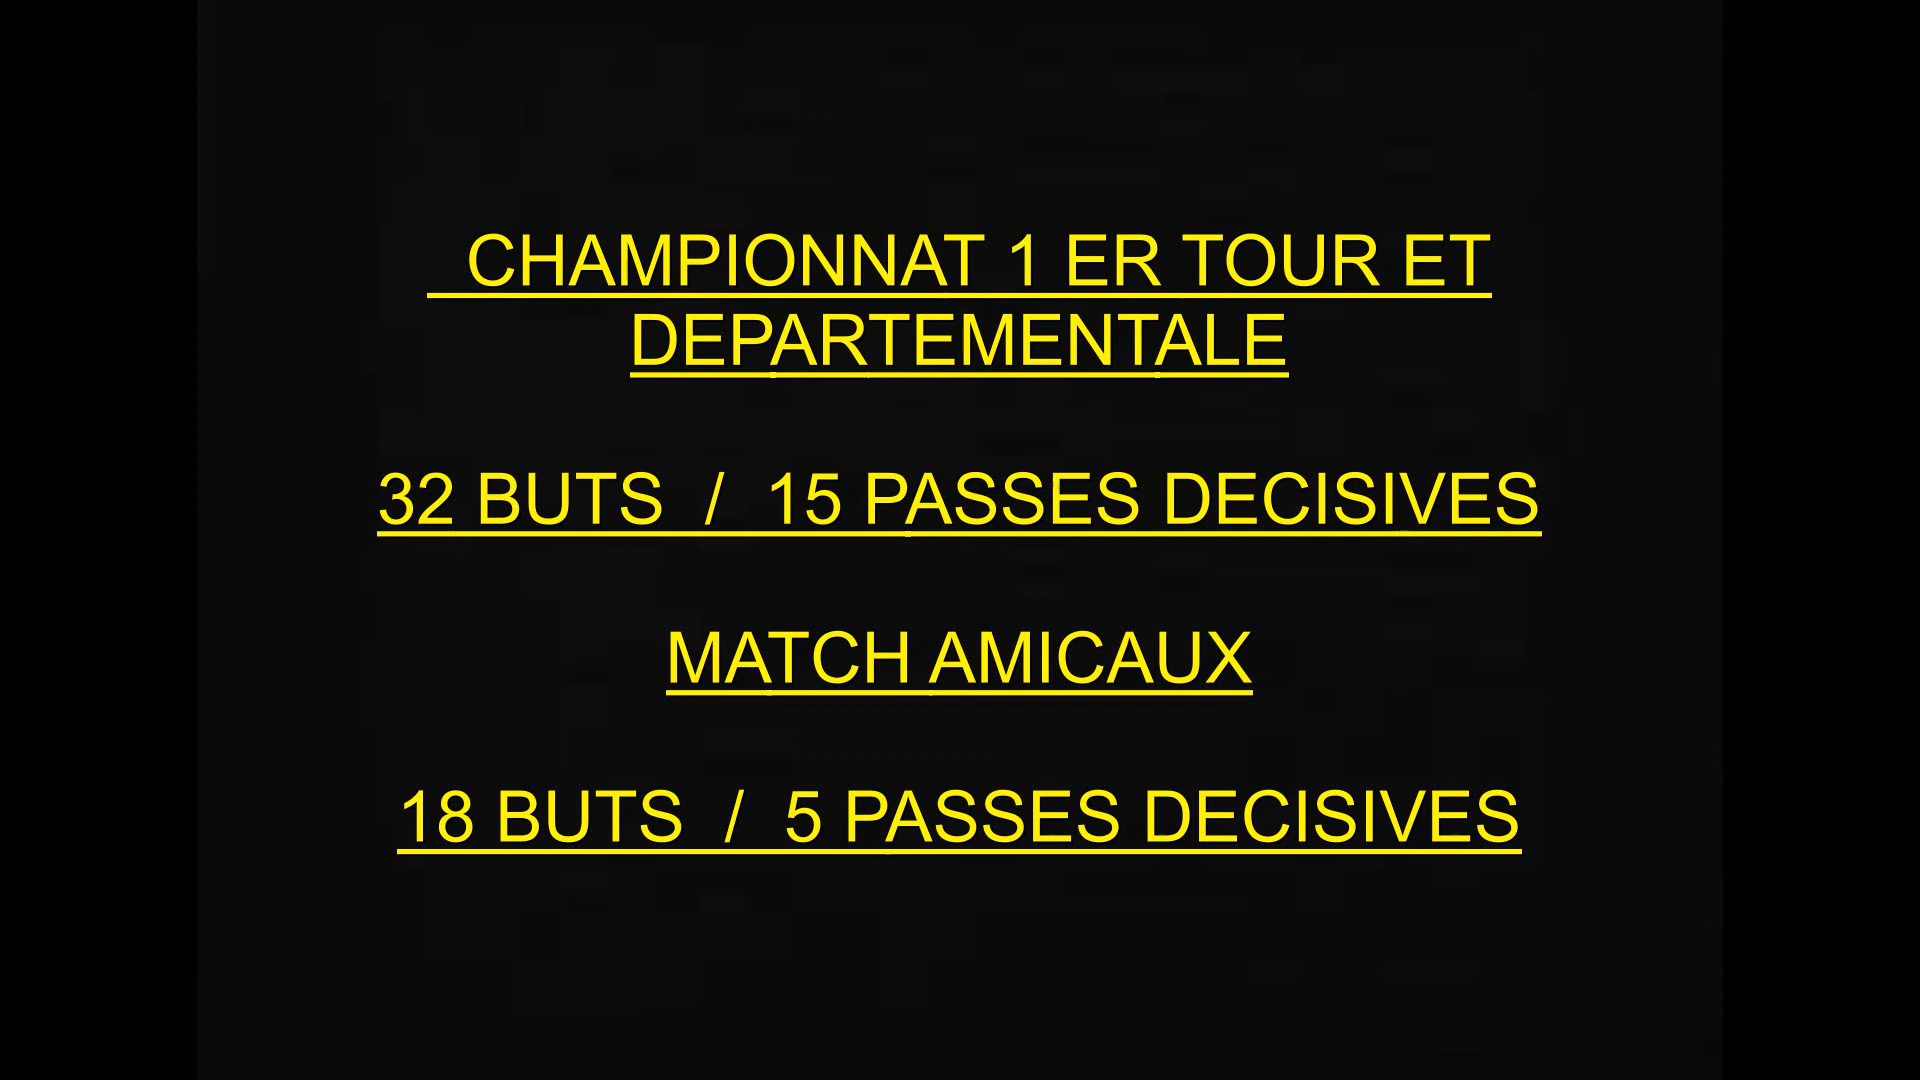 CHAMPIONNAT 1 ER TOUR ET
DEPARTEMENTALE
32 BUTS / 15 PASSES DECISIVES
MATCH AMICAUX
18 BUTS / 5 PASSES DECISIVES